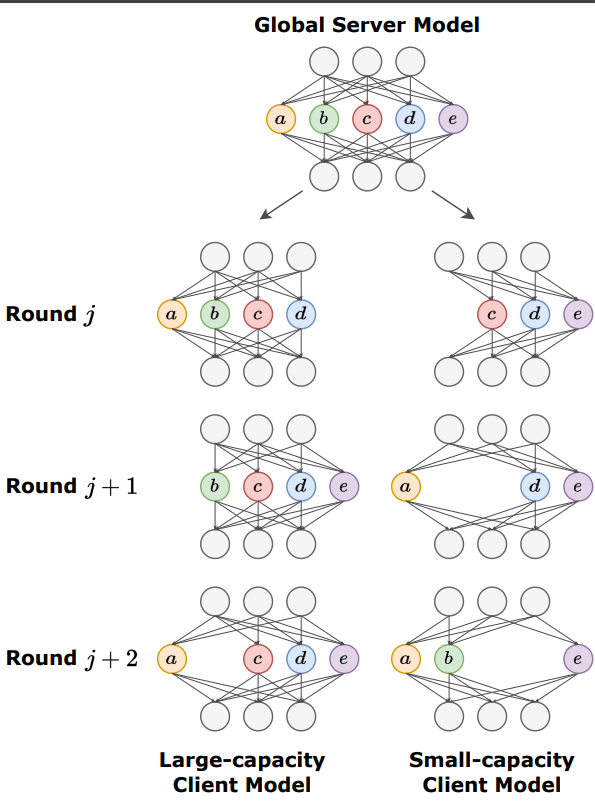 Global Server Model
a b c d e
Round j
a b c d
c d e
Round j + 1
b c d e
a d e
Round j + 2
a c d e
a b e
Large-capacity
Client Model
Small-capacity
Client Model